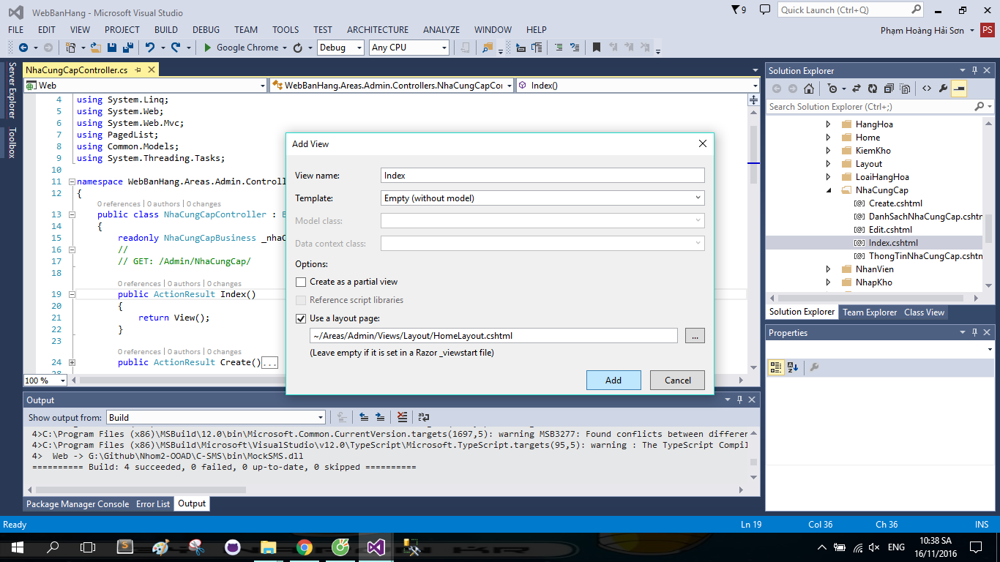 WebBanHang - Microsoft Visual Studio
9
Quick Launch (Ctrl+Q)
FILE EDIT VIEW PROJECT BUILD DEBUG TEAM TOOLS TEST ARCHITECTURE ANALYZE WINDOW HELP
Phạm Hoàng Hải Sơn
PS
Google Chrome
Debug
Any CPU
Server Explorer
Toolbox
NhaCungCapController.cs
Web
WebBanHang.Areas.Admin.Controllers.NhaCungCapCo
Index()
4 using System.Linq;
5 using System.Web;
6 using System.Web.Mvc;
7 using PagedList;
8 using Common.Models;
9 using System.Threading.Tasks;
10
11 namespace WebBanHang.Areas.Admin.Controll
12 {
0 references | 0 authors | 0 changes
13 public class NhaCungCapController :
14 {
15 readonly NhaCungCapBusiness _nhaC
16 //
17 // GET: /Admin/NhaCungCap/
18
0 references | 0 authors | 0 changes
19 public ActionResult Index()
20 {
21 return View();
22 }
23
0 references | 0 authors | 0 changes
24 public ActionResult Create()...
100 %
Add View
View name:
Index
Template:
Empty (without model)
Model class:
Data context class:
Options:
Create as a partial view
Reference script libraries
Use a layout page:
~/Areas/Admin/Views/Layout/HomeLayout.cshtml
...
(Leave empty if it is set in a Razor _viewstart file)
Add
Cancel
Solution Explorer
Search Solution Explorer (Ctrl+;)
HangHoa
Home
KiemKho
Layout
LoaiHangHoa
NhaCungCap
Create.cshtml
DanhSachNhaCungCap.cshtm
Edit.cshtml
Index.cshtml
ThongTinNhaCungCap.cshtm
NhanVien
NhapKho
Solution Explorer Team Explorer Class View
Properties
Output
Show output from:
Build
4>C:\Program Files (x86)\MSBuild\12.0\bin\Microsoft.Common.CurrentVersion.targets(1697,5): warning MSB3277: Found conflicts between differen
4>C:\Program Files (x86)\MSBuild\Microsoft\VisualStudio\v12.0\TypeScript\Microsoft.TypeScript.targets(95,5): warning : The TypeScript Compil
4> Web -> G:\Github\Nhom2-OOAD\C-SMS\bin\MockSMS.dll
========== Build: 4 succeeded, 0 failed, 0 up-to-date, 0 skipped ==========
Package Manager Console Error List Output
Ready
Ln 19
Col 36
Ch 36
INS
ENG
10:38 SA
16/11/2016